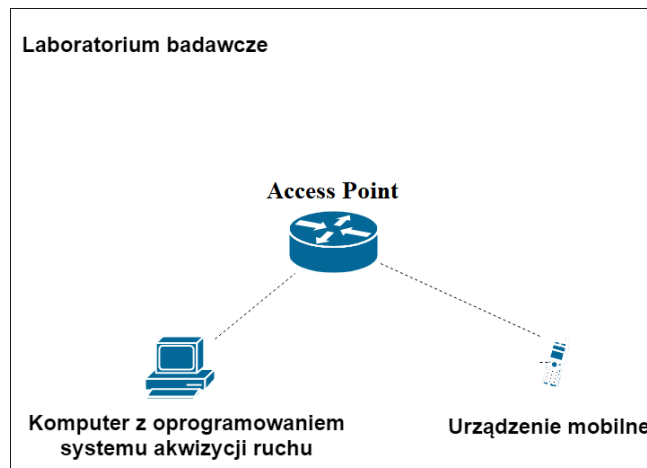 Laboratorium badawcze
Access Point
Komputer z oprogramowaniem
systemu akwizycji ruchu
Urządzenie mobilne